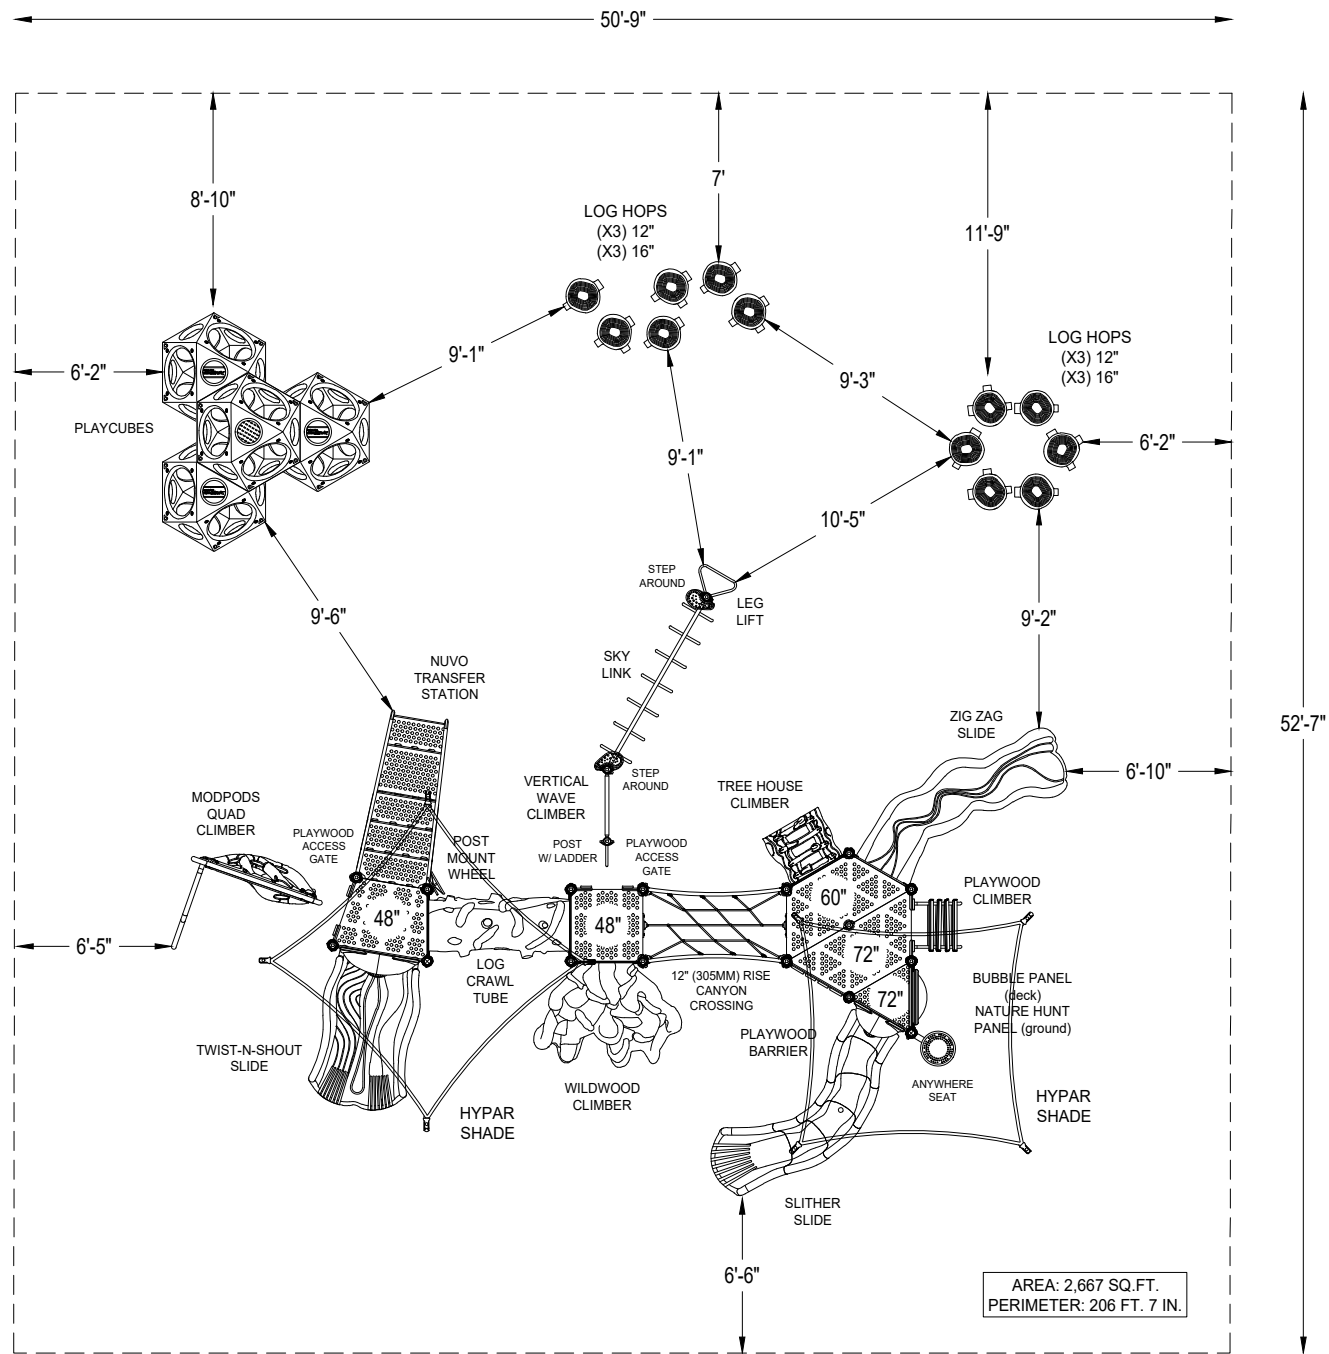 50'-9"
8'-10"
7'
11'-9"
LOG HOPS
(X3) 12"
(X3) 16"
LOG HOPS
(X3) 12"
(X3) 16"
6'-2"
9'-1"
9'-3"
PLAYCUBES
9'-1"
6'-2"
10'-5"
9'-6"
STEP
AROUND
LEG
LIFT
9'-2"
SKY
LINK
NUVO
TRANSFER
STATION
ZIG ZAG
SLIDE
52'-7"
6'-10"
VERTICAL
WAVE
CLIMBER
STEP
AROUND
TREE HOUSE
CLIMBER
MODPODS
QUAD
CLIMBER
PLAYWOOD
ACCESS
GATE
POST
MOUNT
WHEEL
POST
W/ LADDER
PLAYWOOD
ACCESS
GATE
PLAYWOOD
CLIMBER
48"
48"
60"
72"
72"
6'-5"
LOG
CRAWL
TUBE
12" (305MM) RISE
CANYON
CROSSING
BUBBLE PANEL
(deck)
NATURE HUNT
PANEL (ground)
PLAYWOOD
BARRIER
TWIST-N-SHOUT
SLIDE
WILDWOOD
CLIMBER
ANYWHERE
SEAT
HYPAR
SHADE
HYPAR
SHADE
SLITHER
SLIDE
6'-6"
AREA: 2,667 SQ.FT.
PERIMETER: 206 FT. 7 IN.